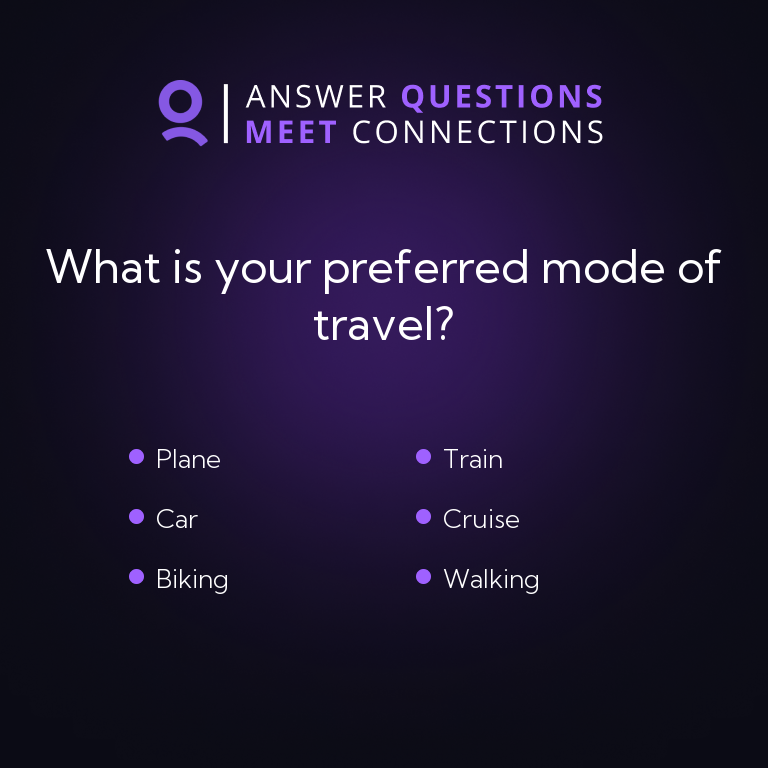 ANSWER QUESTIONS
MEET CONNECTIONS
What is your preferred mode of
travel?
Plane
Train
Car
Cruise
Biking
Walking